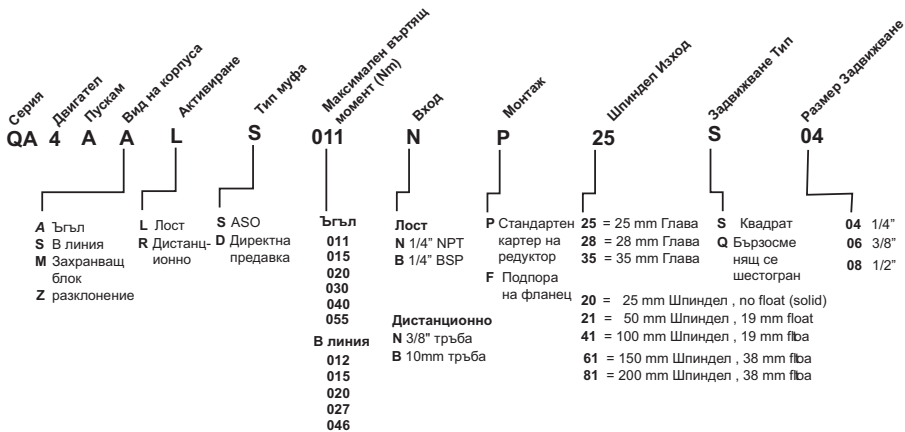 Серия
Двигател
Пускам
Вид на корпуса
Активиране
Тип муфа
Максимален въртящ
момент (Nm)
Вход
Монтаж
Шпиндел Изход
Задвижване Тип
Размер Задвижване
QA 4 A A L S 011 N P 25 S 04
A Ъгъл
S В линия
M Захранващ
блок
Z разклонение
L Лост
R Дистанц-
ионно
S ASO
D Директна
предавка
Ъгъл
011
015
020
030
040
055
В линия
012
015
020
027
046
Лост
N 1/4” NPT
B 1/4” BSP
Дистанционно
N 3/8" тръба
B 10mm тръба
P Стандартен
картер на
редуктор
F Подпора
на фланец
25 = 25 mm Глава
28 = 28 mm Глава
35 = 35 mm Глава
20 = 25 mm Шпиндел , no float (solid)
21 = 50 mm Шпиндел , 19 mm float
41 = 100 mm Шпиндел , 19 mm floba
61 = 150 mm Шпиндел , 38 mm floba
81 = 200 mm Шпиндел , 38 mm floba
S Квадрат
Q Бързосме
нящ се
шестогран
04 1/4”
06 3/8”
08 1/2”